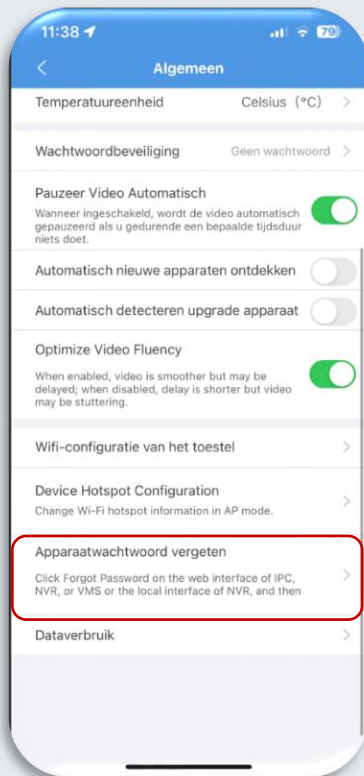 11:38
79
Algemeen
Temperatuureenheid Celsius (°C)
Wachtwoordbeveiliging Geen wachtwoord
Pauzeer Video Automatisch
Wanneer ingeschakeld, wordt de video automatisch
gepauzeerd als u gedurende een bepaalde tijdsduur
niets doet.
Automatisch nieuwe apparaten ontdekken
Automatisch detecteren upgrade apparaat
Optimize Video Fluency
When enabled, video is smoother but may be
delayed; when disabled, delay is shorter but video
may be stuttering.
Wifi-configuratie van het toestel
Device Hotspot Configuration
Change Wi-Fi hotspot information in AP mode.
Apparaatwachtwoord vergeten
Click Forgot Password on the web interface of IPC,
NVR, or VMS or the local interface of NVR, and then
Dataverbruik